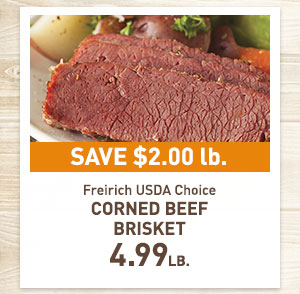 SAVE $2.00 lb.
Freirich USDA Choice
CORNED BEEF
BRISKET
4.99LB.